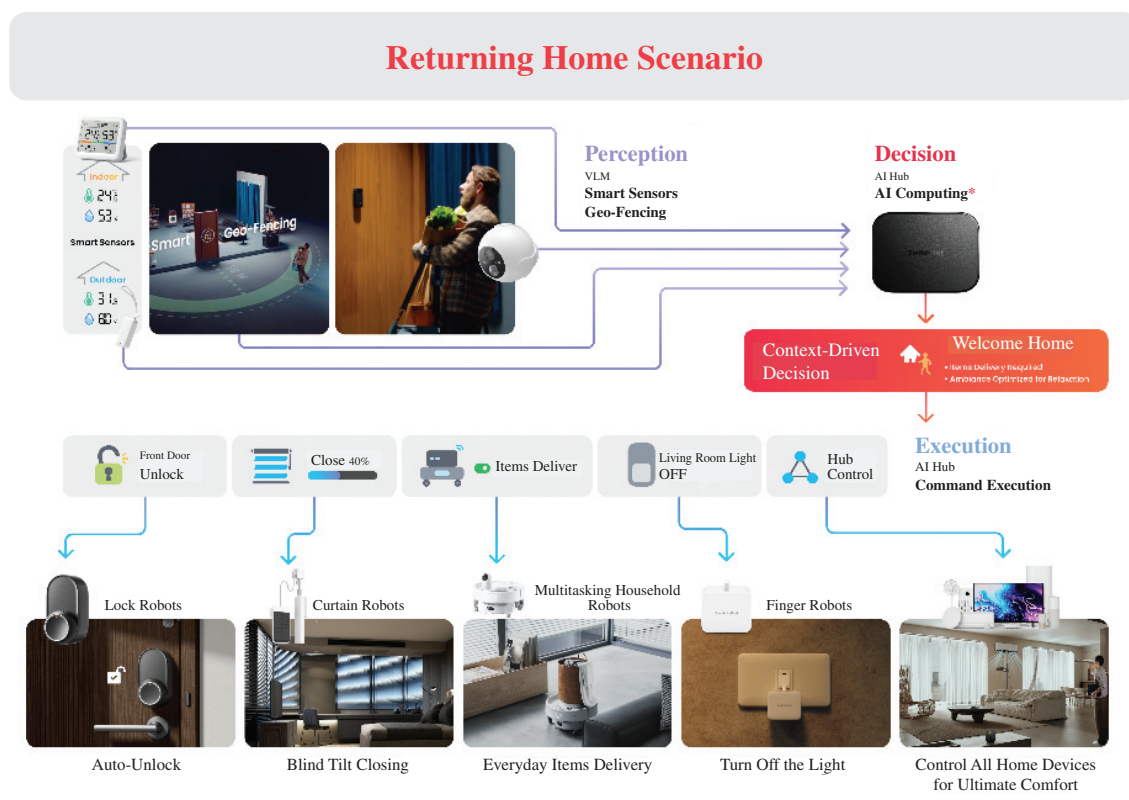 Returning Home Scenario
Indoor
24
53%
Smart Sensors
Outdoor
31.
80%
Smart
Geo-Fencing
Perception
VLM
Smart Sensors
Geo-Fencing
Decision
AI Hub
AI Computing*
SwitchBot
Context-Driven
Decision
Welcome Home
• Items Delivery Required
• Ambiance Optimized for Relaxation
Execution
AI Hub
Command Execution
Front Door
Unlock
Close 40%
Items Deliver
Living Room Light
OFF
Hub
Control
Lock Robots
Curtain Robots
Multitasking Household
Robots
Finger Robots
Auto-Unlock
Blind Tilt Closing
Everyday Items Delivery
Turn Off the Light
Control All Home Devices
for Ultimate Comfort